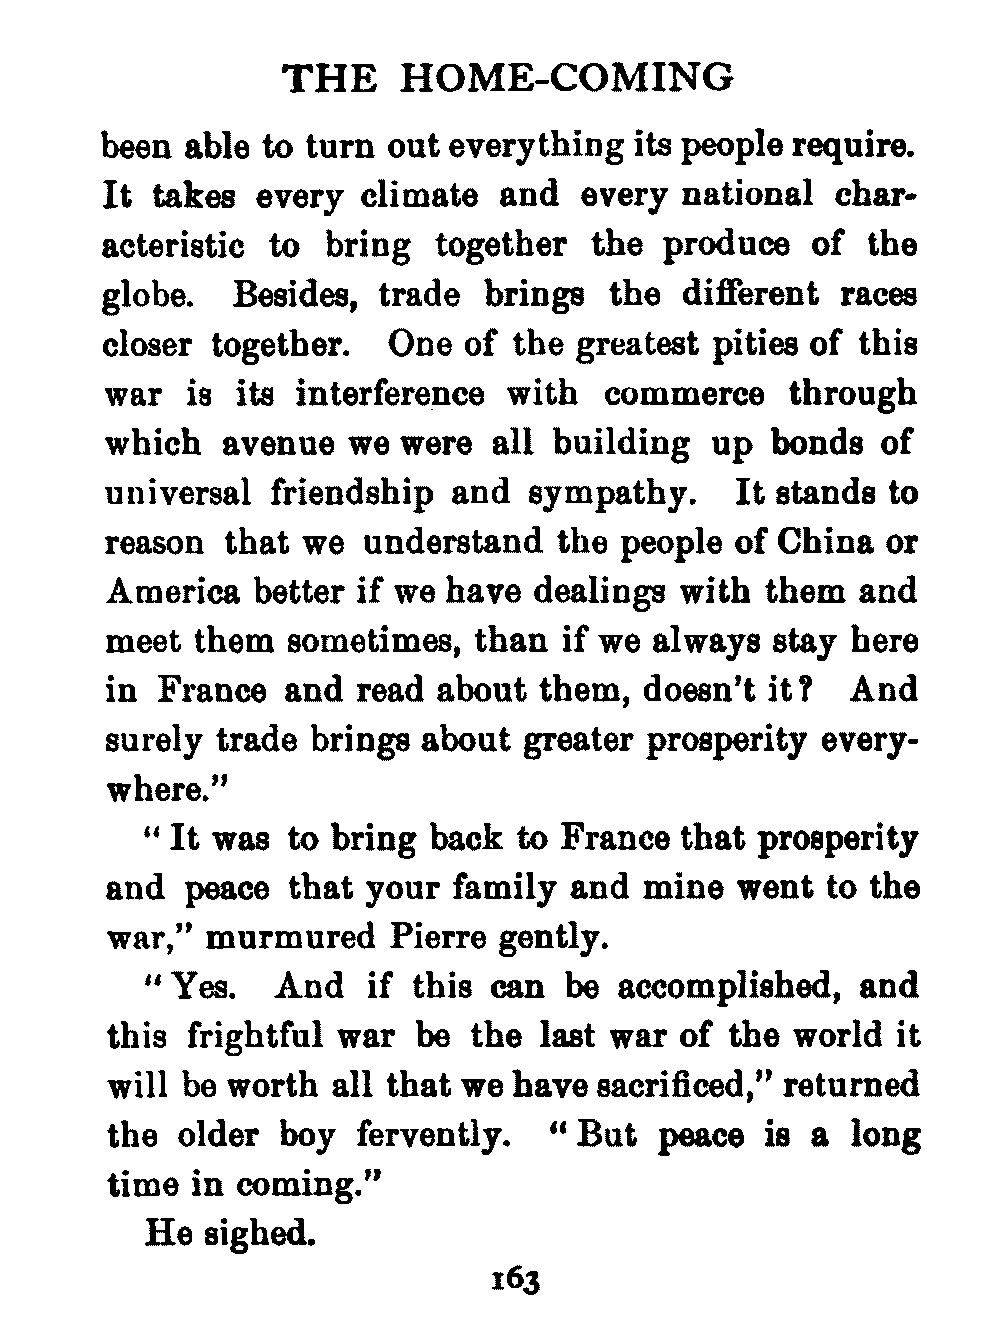 THE HOME-COMING
been able to turn out everything its people require.
It takes every climate and every national char-
acteristic to bring together the produce of the
globe. Besides, trade brings the different races
closer together. One of the greatest pities of this
war is its interference with commerce through
which avenue we were all building up bonds of
universal friendship and sympathy. It stands to
reason that we understand the people of China or
America better if we have dealings with them and
meet them sometimes, than if we always stay here
in France and read about them, doesn't it? And
surely trade brings about greater prosperity every-
where."
"It was to bring back to France that prosperity
and peace that your family and mine went to the
war," murmured Pierre gently.
"Yes. And if this can be accomplished, and
this frightful war be the last war of the world it
will be worth all that we have sacrificed," returned
the older boy fervently. "But peace is a long
time in coming."
He sighed.
163